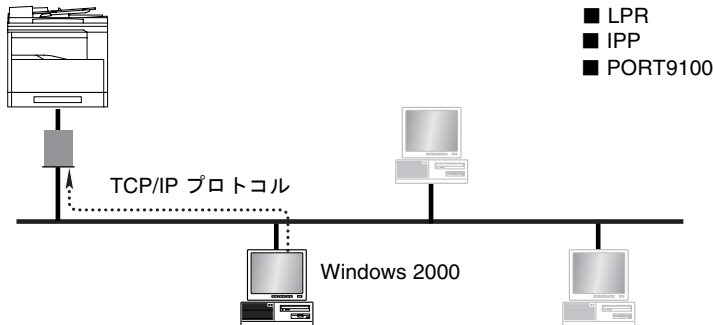 ■ LPR
■ IPP
■ PORT9100
TCP/IP プロトコル
Windows 2000